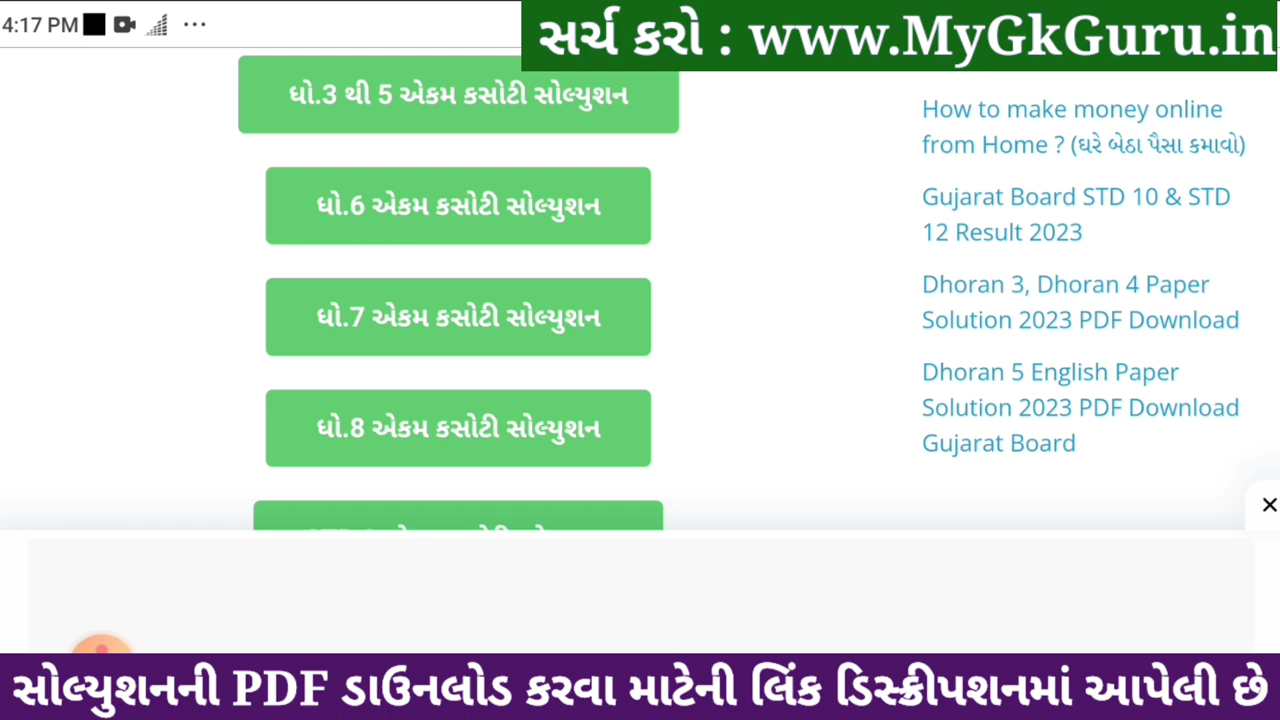 4:17 PM
સર્ચ કરો : www.MyGkGuru.in
ધો.3 થી 5 એકમ કસોટી સોલ્યુશન
ધો.6 એકમ કસોટી સોલ્યુશન
ધો.7 એકમ કસોટી સોલ્યુશન
ધો.8 એકમ કસોટી સોલ્યુશન
How to make money online
from Home ? (ઘરે બેઠા પૈસા કમાવો)
Gujarat Board STD 10 & STD
12 Result 2023
Dhoran 3, Dhoran 4 Paper
Solution 2023 PDF Download
Dhoran 5 English Paper
Solution 2023 PDF Download
Gujarat Board
સોલ્યુશનની PDF ડાઉનલોડ કરવા માટેની લિંક ડિસ્ક્રીપશનમાં આપેલી છે